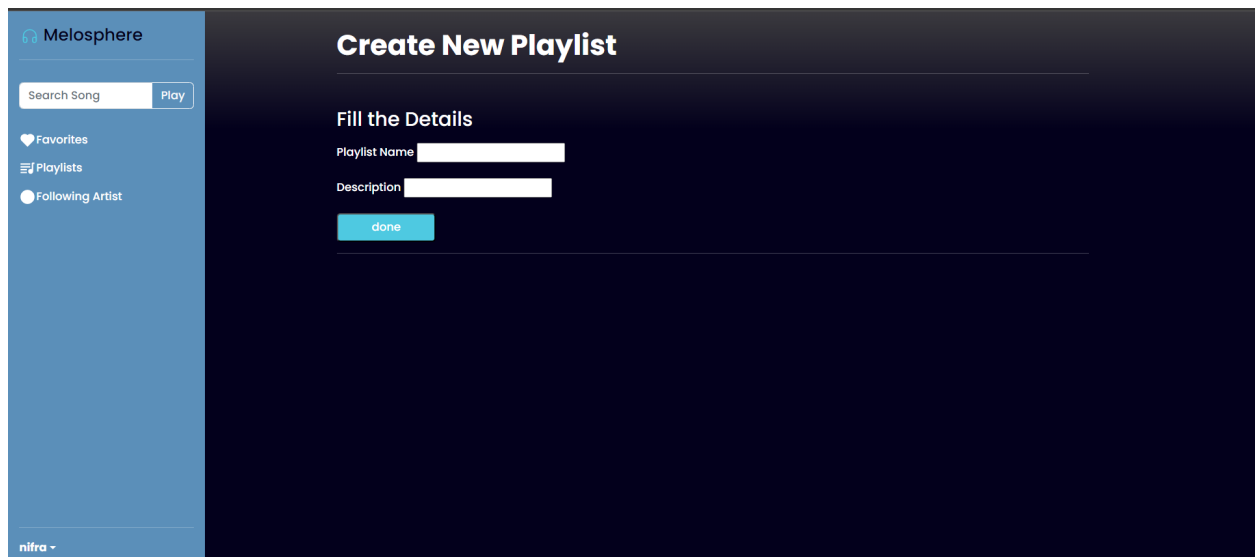 Melosphere
Search Song Play
Favorites
Playlists
Following Artist
nifra
Create New Playlist
Fill the Details
Playlist Name
Description
done